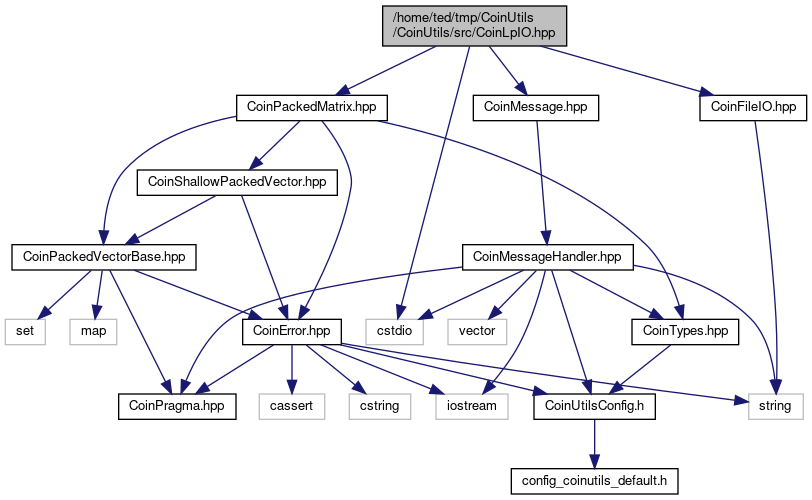 /home/ted/tmp/CoinUtils
/CoinUtils/src/CoinLpIO.hpp
CoinPackedMatrix.hpp
CoinMessage.hpp
CoinFileIO.hpp
CoinShallowPackedVector.hpp
CoinPackedVectorBase.hpp
CoinMessageHandler.hpp
set
map
CoinError.hpp
cstdio
vector
CoinTypes.hpp
CoinPragma.hpp
cassert
cstring
iostream
CoinUtilsConfig.h
string
config_coinutils_default.h